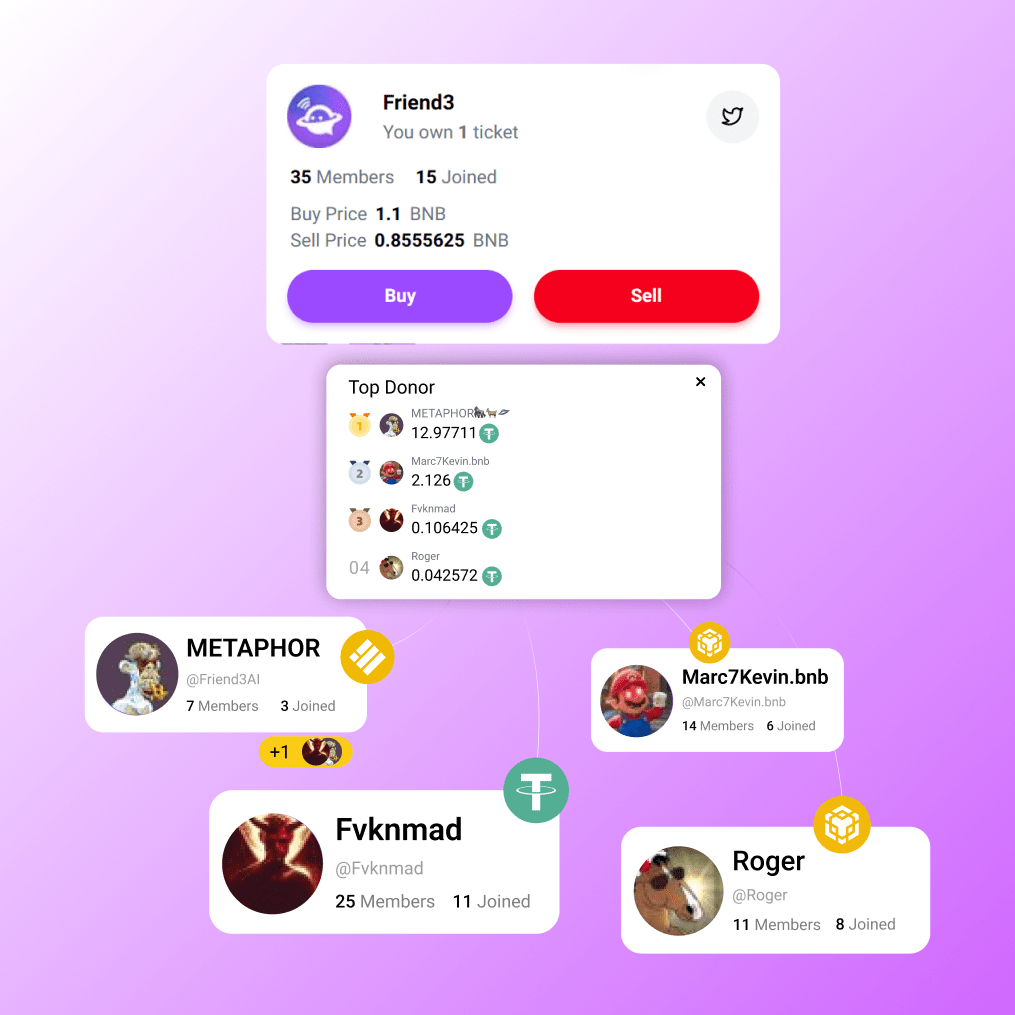 Friend3
You own 1 ticket
35 Members 15 Joined
Buy Price 1.1 BNB
Sell Price 0.8555625 BNB
Buy Sell
Top Donor
1 METAPHOR
12.97711
2 Marc7Kevin.bnb
2.126
3 Fvknmad
0.106425
04 Roger
0.042572
METAPHOR
@Friend3AI
7 Members 3 Joined
+1
Marc7Kevin.bnb
@Marc7Kevin.bnb
14 Members 6 Joined
Fvknmad
@Fvknmad
25 Members 11 Joined
Roger
@Roger
11 Members 8 Joined